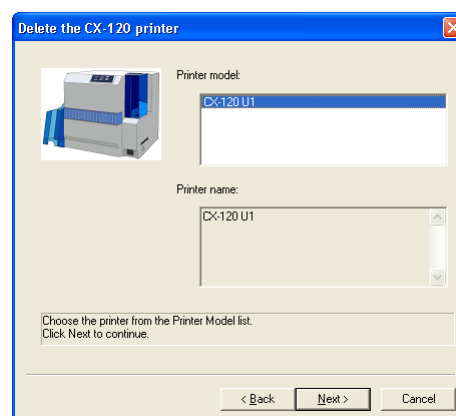 Delete the CX-120 printer
Printer model:
CX-120 U1
Printer name:
CX-120 U1
Choose the printer from the Printer Model list.
Click Next to continue.
< Back
Next >
Cancel